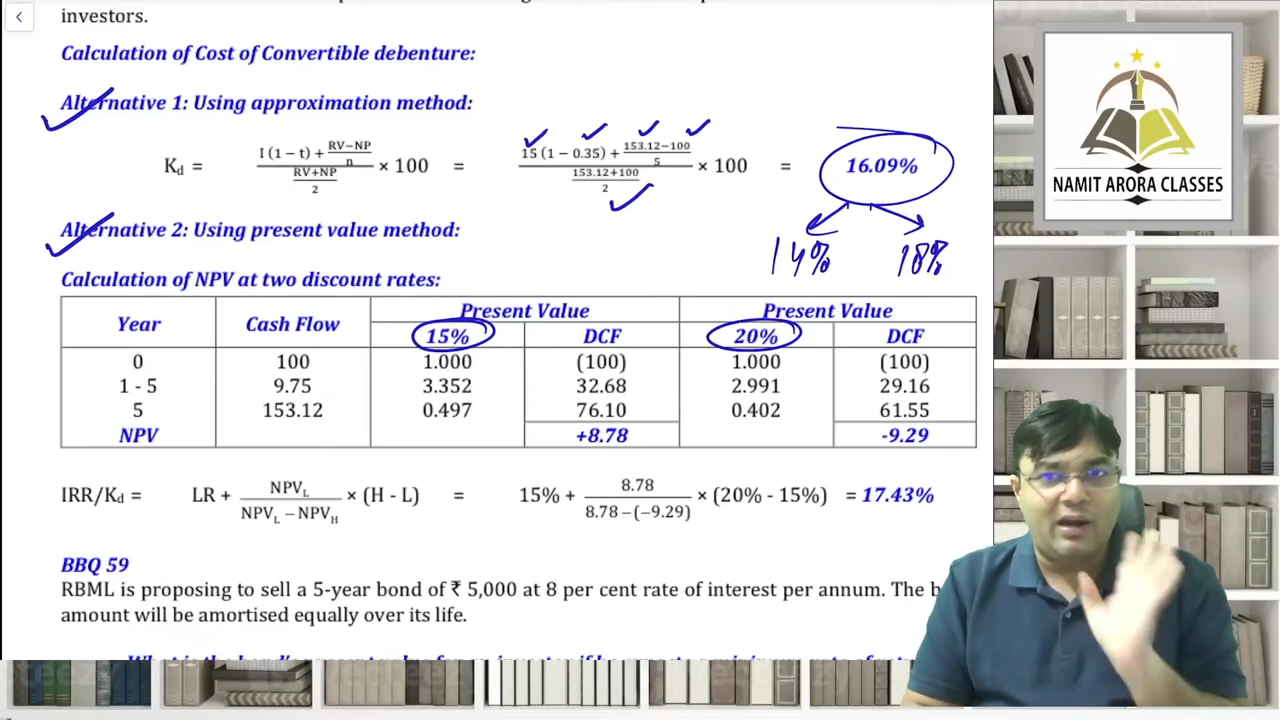 investors.
Calculation of Cost of Convertible debenture:
Alternative 1: Using approximation method:
K_d = I (1 − t) + (RV−NP)/n / (RV+NP)/2 × 100 = 15 (1 − 0.35) + (153.12−100)/5 / (153.12+100)/2 × 100 = 16.09%
Alternative 2: Using present value method:
14% 18%
Calculation of NPV at two discount rates:
Year Cash Flow Present Value Present Value
15% DCF 20% DCF
0 100 1.000 (100) 1.000 (100)
1 - 5 9.75 3.352 32.68 2.991 29.16
5 153.12 0.497 76.10 0.402 61.55
NPV +8.78 -9.29
IRR/K_d = LR + NPV_L / NPV_L − NPV_H × (H - L) = 15% + 8.78 / 8.78 − (−9.29) × (20% - 15%) = 17.43%
BBQ 59
RBML is proposing to sell a 5-year bond of ₹ 5,000 at 8 per cent rate of interest per annum. The
amount will be amortised equally over its life.
NAMIT ARORA CLASSES